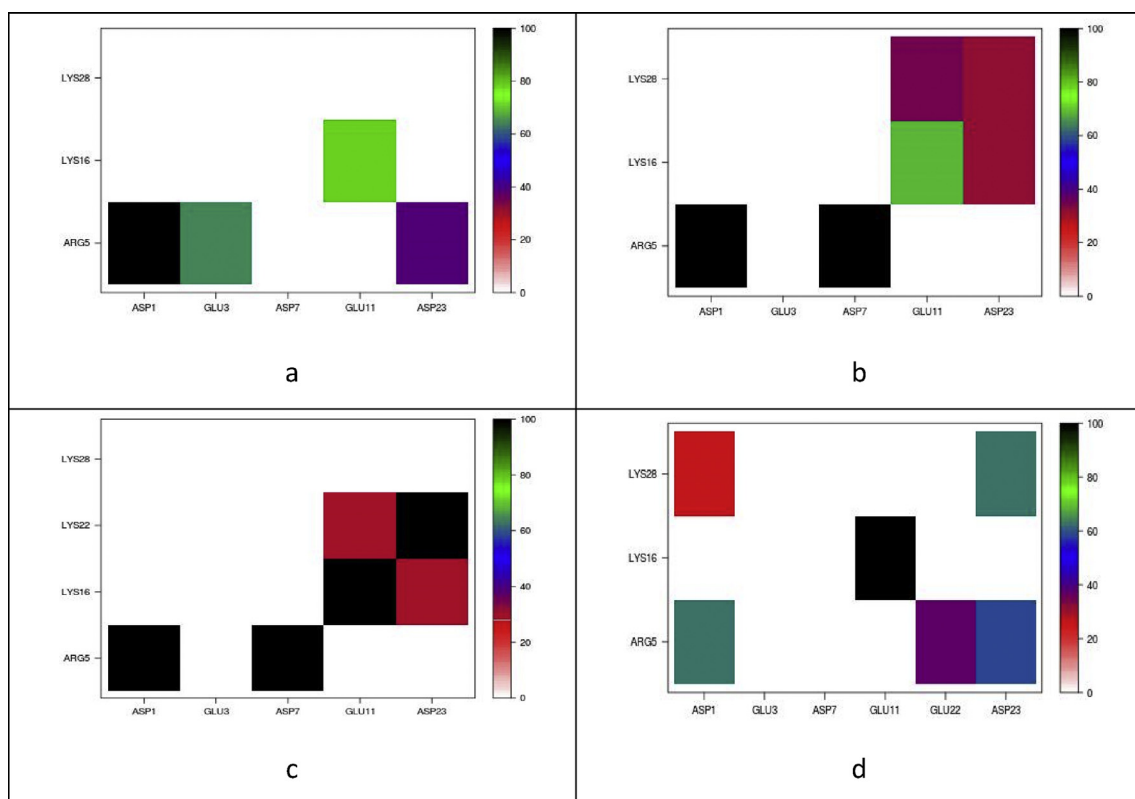 100
80
60
40
20
0
LYS28
LYS16
ARG5
ASP1 GLU3 ASP7 GLU11 ASP23
a
100
80
60
40
20
0
LYS28
LYS16
ARG5
ASP1 GLU3 ASP7 GLU11 ASP23
b
100
80
60
40
20
0
LYS28
LYS22
LYS16
ARG5
ASP1 GLU3 ASP7 GLU11 ASP23
c
100
80
60
40
20
0
LYS28
LYS16
ARG5
ASP1 GLU3 ASP7 GLU11 GLU22 ASP23
d